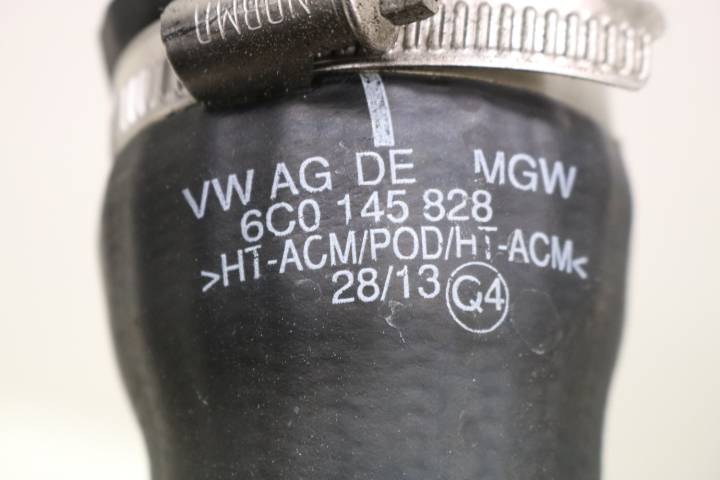 NORMA
VW AG DE MGW
6C0 145 828
>HT-ACM/POD/HT-ACM<
28/13 Q4